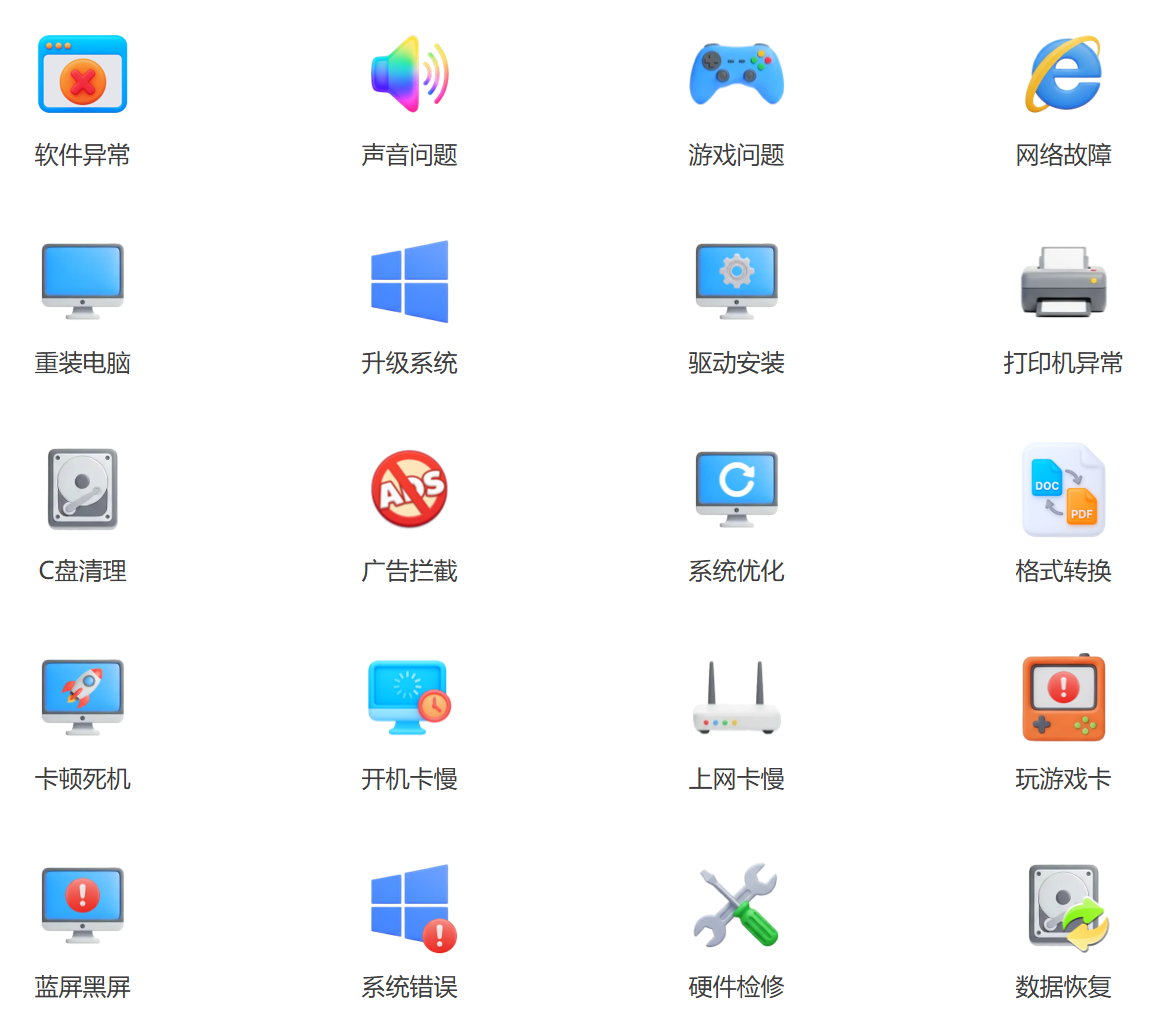 软件异常
声音问题
游戏问题
网络故障
重装电脑
升级系统
驱动安装
打印机异常
ADS
DOC
PDF
C盘清理
广告拦截
系统优化
格式转换
卡顿死机
开机卡慢
上网卡慢
玩游戏卡
蓝屏黑屏
系统错误
硬件检修
数据恢复